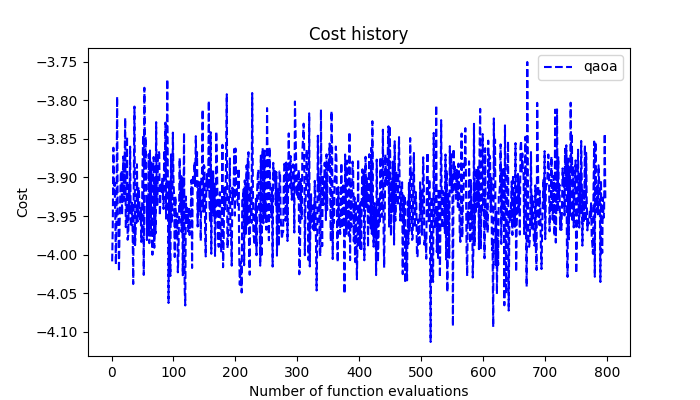 Cost history
qaoa
−3.75
−3.80
−3.85
−3.90
−3.95
−4.00
−4.05
−4.10
Cost
0 100 200 300 400 500 600 700 800
Number of function evaluations